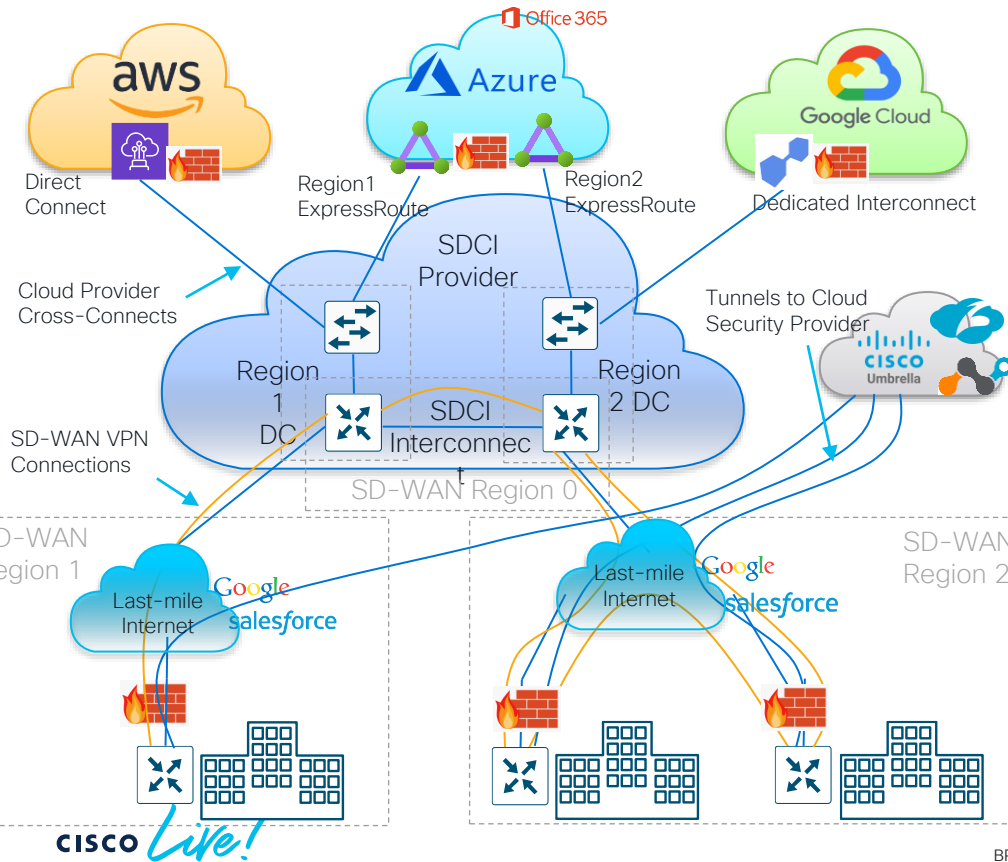 Office 365
aws
Azure
Google Cloud
Direct
Connect
Region1
ExpressRoute
Region2
ExpressRoute
Dedicated Interconnect
SDCI
Provider
Cloud Provider
Cross-Connects
Tunnels to Cloud
Security Provider
CISCO
Umbrella
Region
1
DC
Region
2 DC
SDCI
Interconnec
t
SD-WAN VPN
Connections
SD-WAN Region 0
D-WAN
egion 1
SD-WAN
Region 2
Last-mile
Internet
Google
salesforce
Last-mile
Internet
Google
salesforce
CISCO Live!